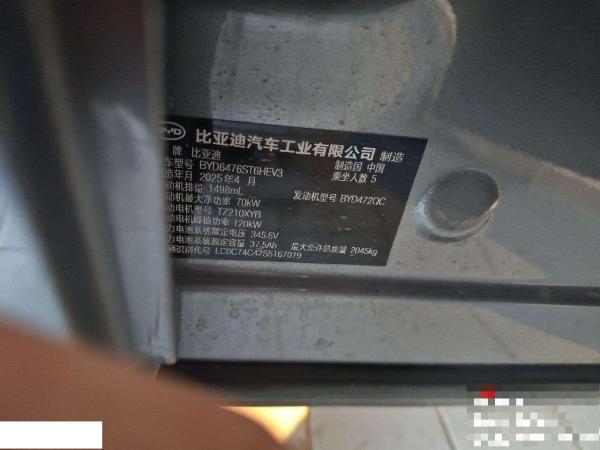 BYD 比亚迪汽车工业有限公司 制造
牌 比亚迪 制造国 中国
型号 BYD6476ST6HEV3 乘坐人数 5
年月 2025年4月
动机排量 1498mL 发动机型号 BYD472QC
动机最大净功率 70kW
动电机型号 TZ210XYB
动电机峰值功率 120kW
力电池系统额定电压 345.6V
力电池系统额定容量 37.5Ah 最大允许总质量 2045kg
辆识别代号 LC0C74C42S5167079